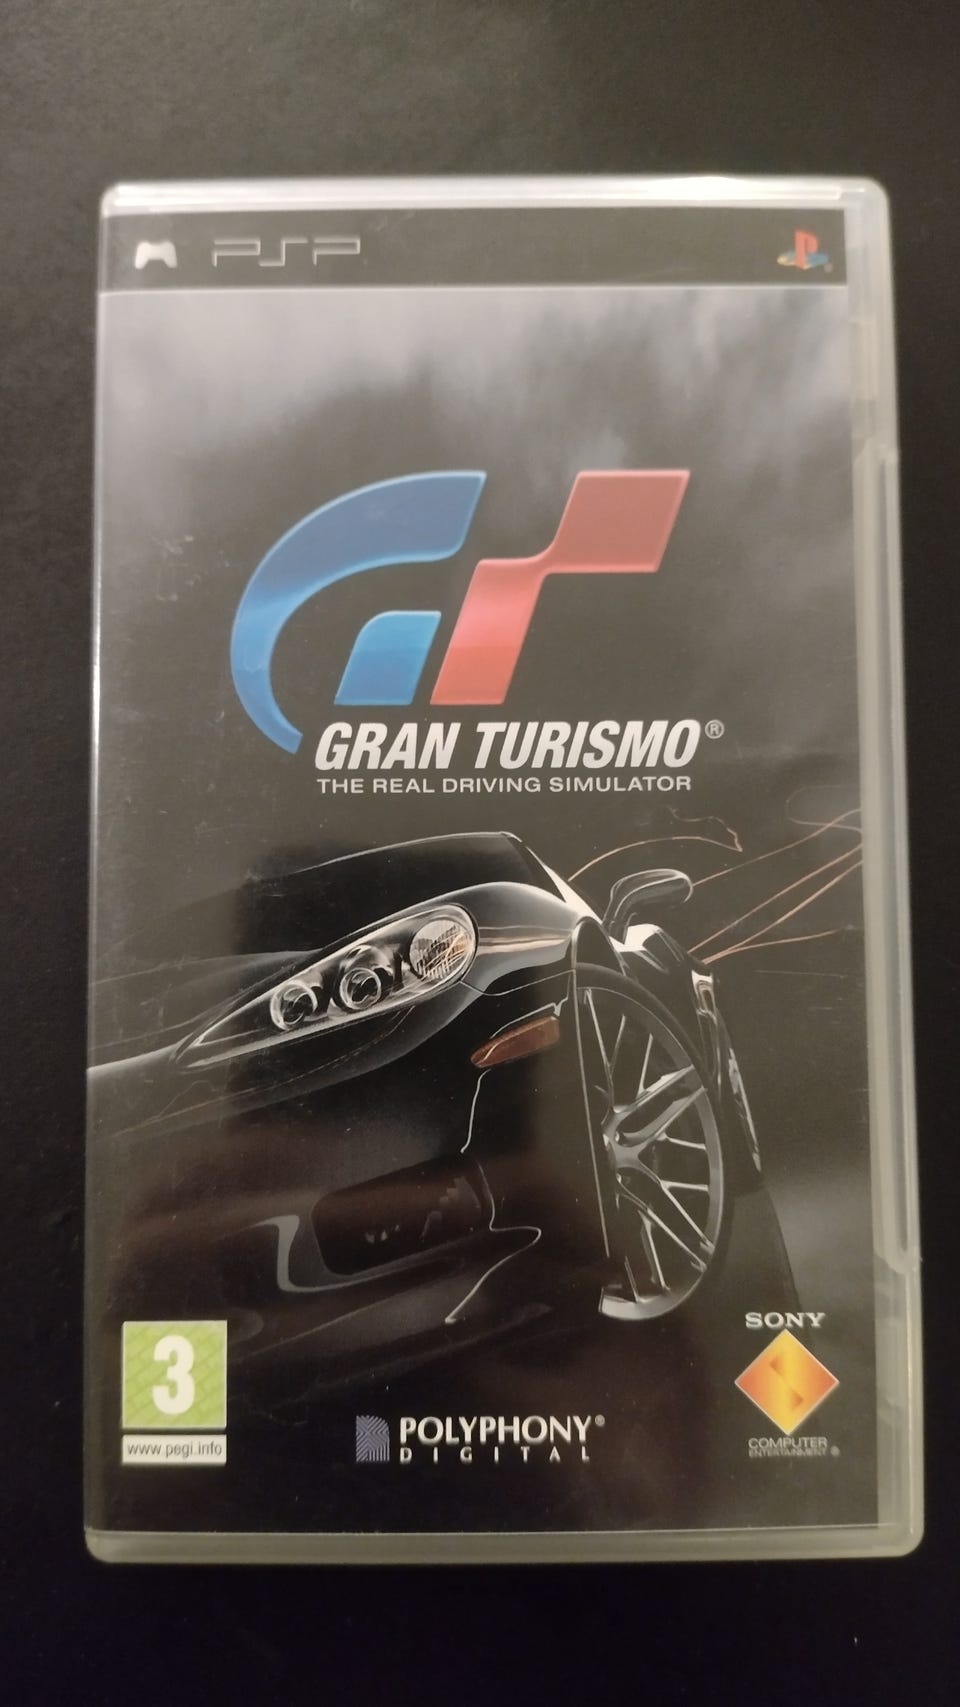 PSP
GRAN TURISMO®
THE REAL DRIVING SIMULATOR
3
www.pegi.info
POLYPHONY®
DIGITAL
SONY
COMPUTER
ENTERTAINMENT®